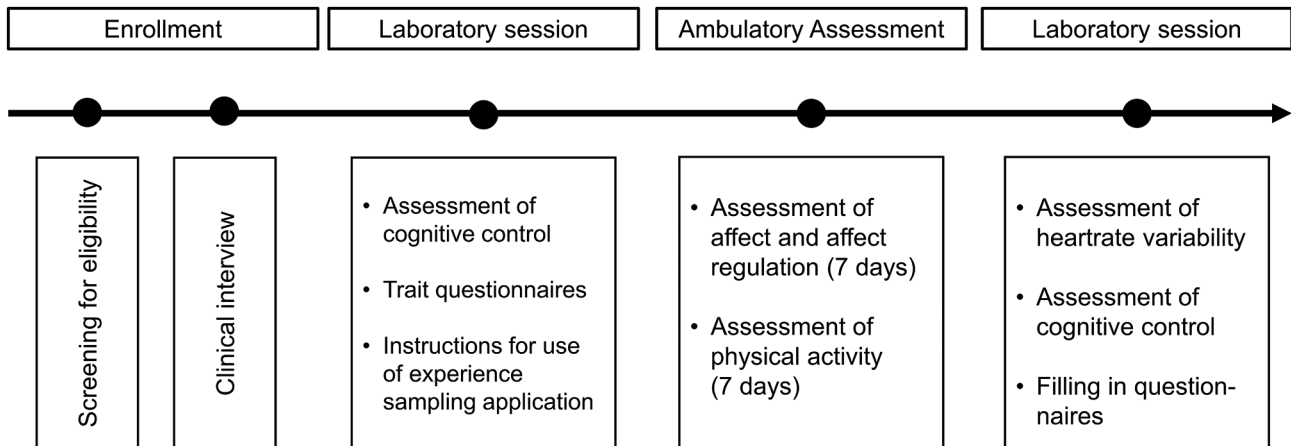 Enrollment
Laboratory session
Ambulatory Assessment
Laboratory session
Screening for eligibility
Clinical interview
• Assessment of
cognitive control
• Trait questionnaires
• Instructions for use
of experience
sampling application
• Assessment of
affect and affect
regulation (7 days)
• Assessment of
physical activity
(7 days)
• Assessment of
heartrate variability
• Assessment of
cognitive control
• Filling in question-
naires